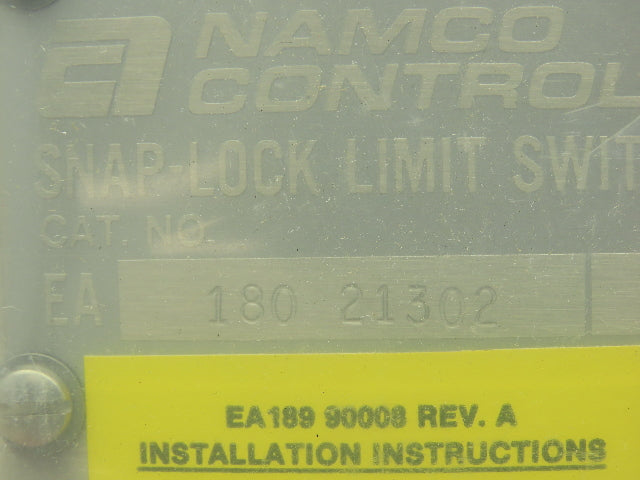 NAMCO
CONTROL
SNAP-LOCK LIMIT SWIT
CAT. NO.
EA 180 21302
EA189 90008 REV. A
INSTALLATION INSTRUCTIONS